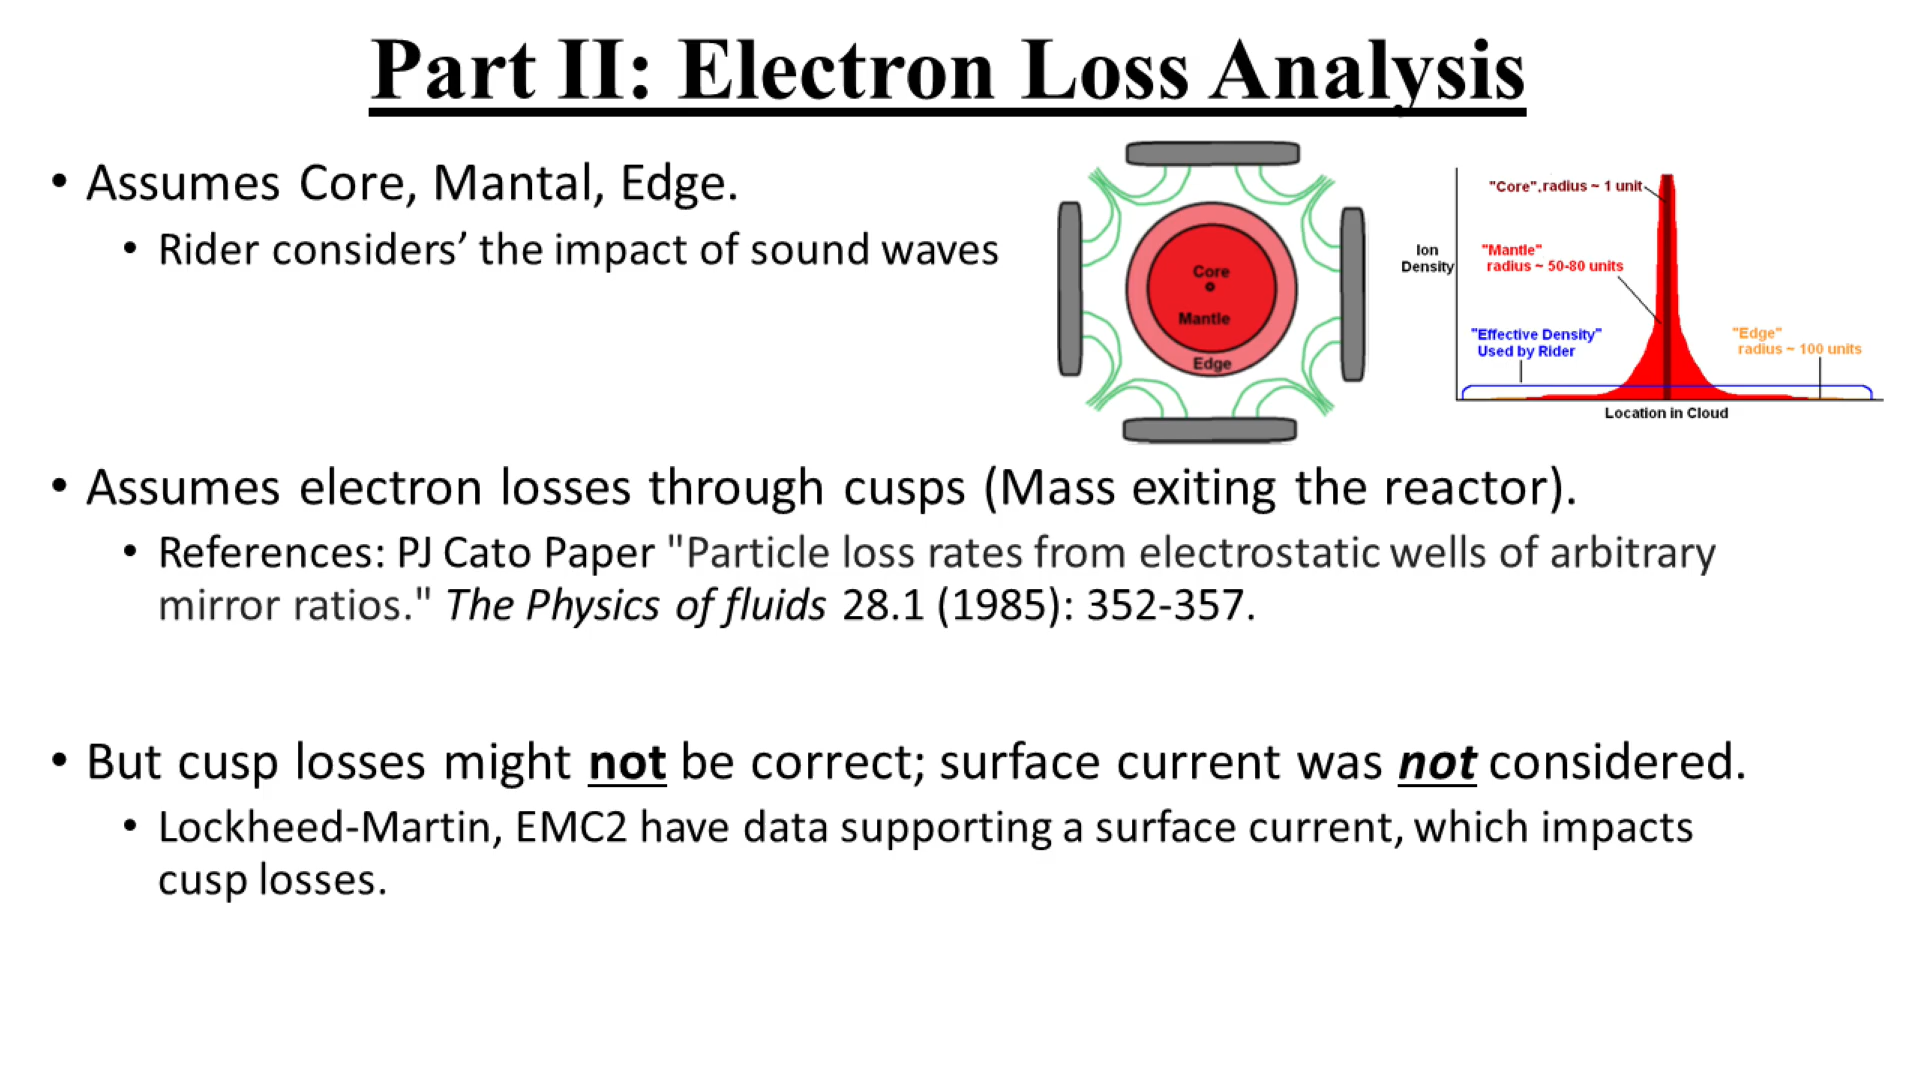 Part II: Electron Loss Analysis
• Assumes Core, Mantal, Edge.
• Rider considers’ the impact of sound waves
Core
Mantle
Edge
"Core", radius ~ 1 unit
Ion
Density
"Mantle"
radius ~ 50-80 units
"Effective Density"
Used by Rider
"Edge"
radius ~ 100 units
Location in Cloud
• Assumes electron losses through cusps (Mass exiting the reactor).
• References: PJ Cato Paper "Particle loss rates from electrostatic wells of arbitrary
mirror ratios." The Physics of fluids 28.1 (1985): 352-357.
• But cusp losses might not be correct; surface current was not considered.
• Lockheed-Martin, EMC2 have data supporting a surface current, which impacts
cusp losses.